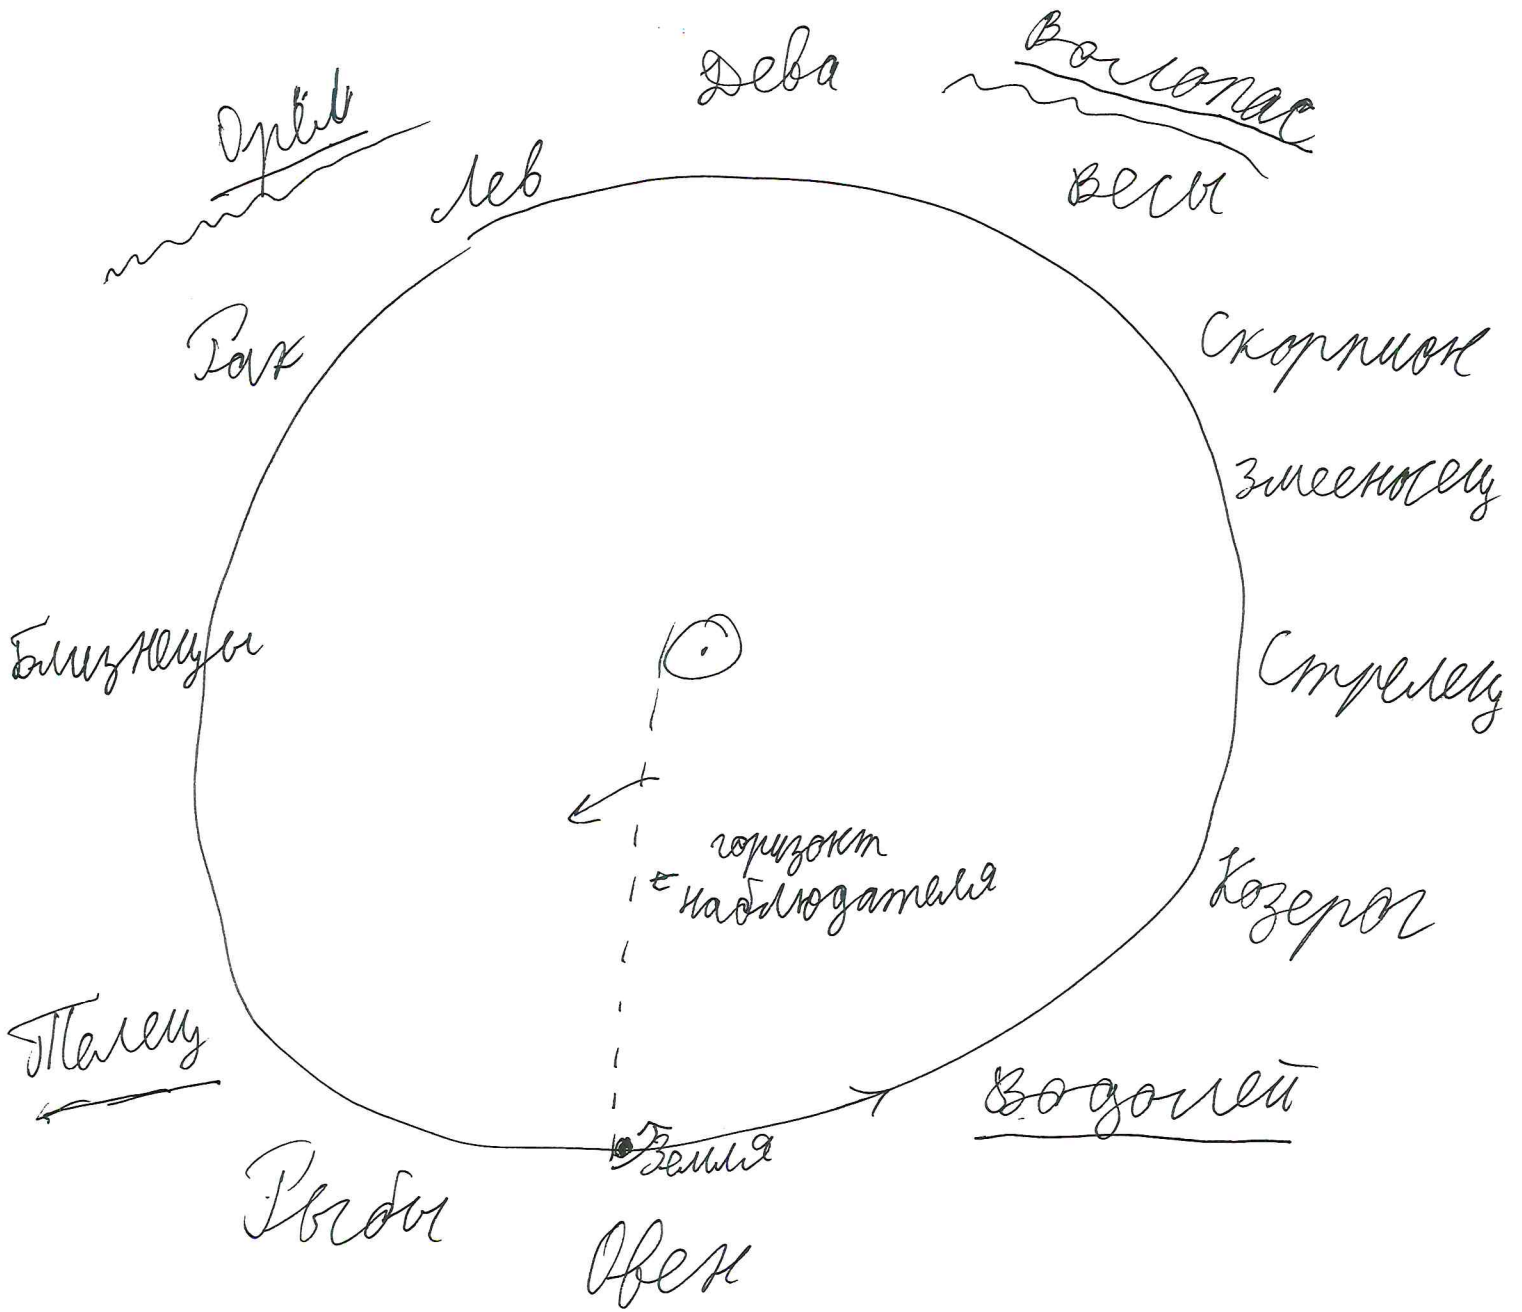 Дева
Волопас
Орёл
Лев
Весы
Рак
Скорпион
Змееносец
Близнецы
Стрелец
горизонт
наблюдателя
Козерог
Телец
Водолей
Земля
Рыбы
Овен